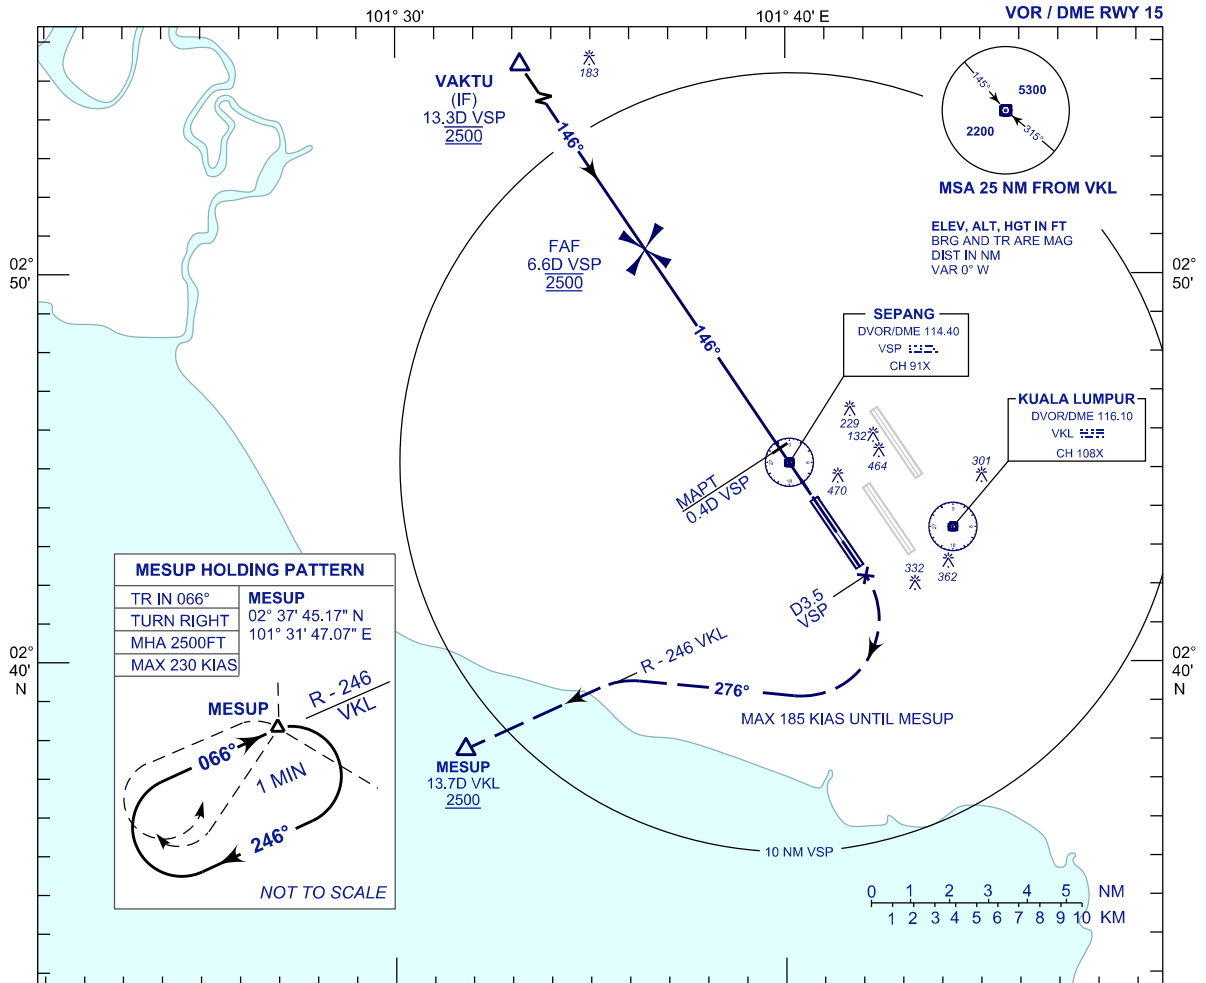 101° 30'
101° 40' E
VOR / DME RWY 15
VAKTU
(IF)
13.3D VSP
2500
183
146°
145°
5300
2200
315°
MSA 25 NM FROM VKL
ELEV, ALT, HGT IN FT
BRG AND TR ARE MAG
DIST IN NM
VAR 0° W
FAF
6.6D VSP
2500
02°
50'
02°
50'
146°
SEPANG
DVOR/DME 114.40
VSP
CH 91X
KUALA LUMPUR
DVOR/DME 116.10
VKL
CH 108X
229
132
464
470
301
332
362
MAPT
0.4D VSP
D3.5
VSP
MESUP HOLDING PATTERN
TR IN 066°
TURN RIGHT
MHA 2500FT
MAX 230 KIAS
MESUP
02° 37' 45.17" N
101° 31' 47.07" E
R - 246
VKL
MESUP
066°
1 MIN
246°
NOT TO SCALE
R - 246 VKL
276°
MAX 185 KIAS UNTIL MESUP
MESUP
13.7D VKL
2500
02°
40'
N
02°
40'
N
10 NM VSP
0 1 2 3 4 5 NM
1 2 3 4 5 6 7 8 9 10 KM